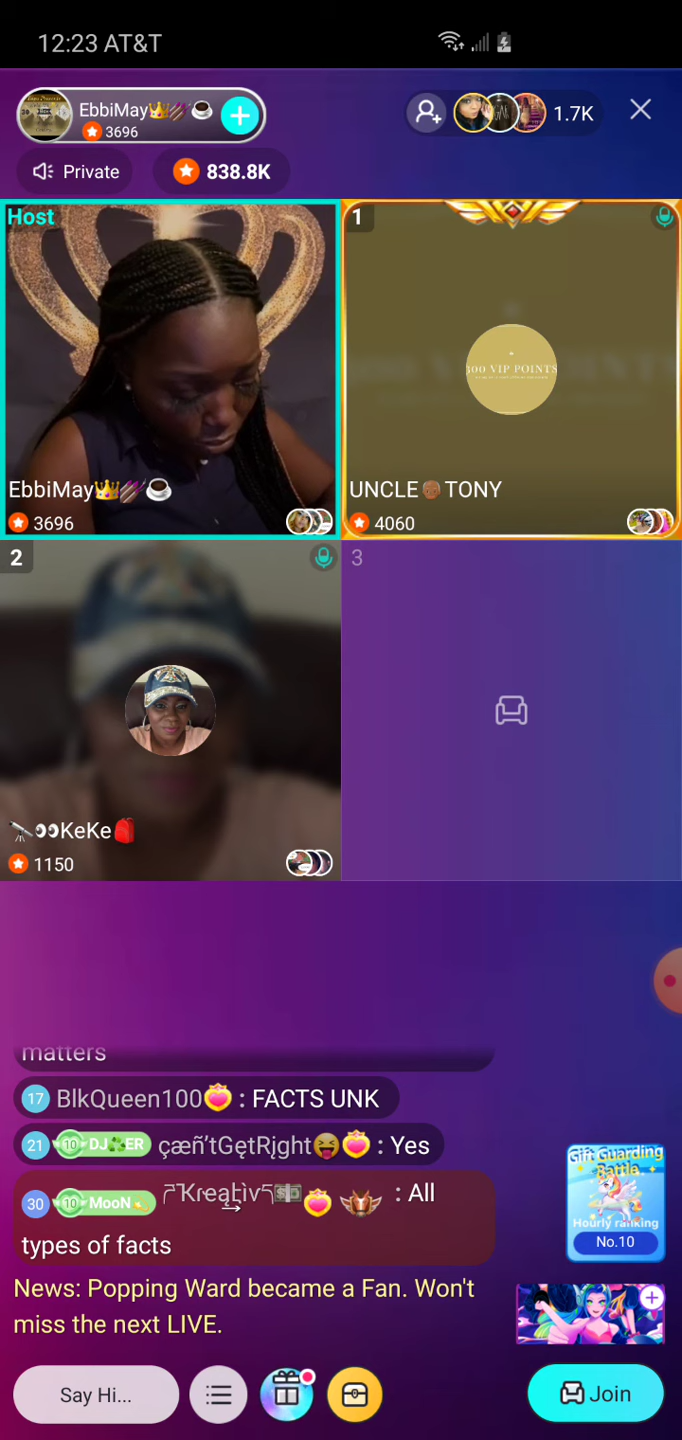 12:23 AT&T
EbbiMay👑💅🏿☕
3696
1.7K
Private
838.8K
Host
1
300 VIP POINTS
EbbiMay👑💅🏿☕
3696
UNCLE👴🏾TONY
4060
2
3
🔭👀KeKe🎒
1150
matters
17 BlkQueen100 : FACTS UNK
21 10 DJ☘️ER çæñ'tGętRįght😝 : Yes
30 10 MooN💫 : All
types of facts
Gift Guarding
Battle
Hourly ranking
No.10
News: Popping Ward became a Fan. Won't
miss the next LIVE.
Say Hi...
Join